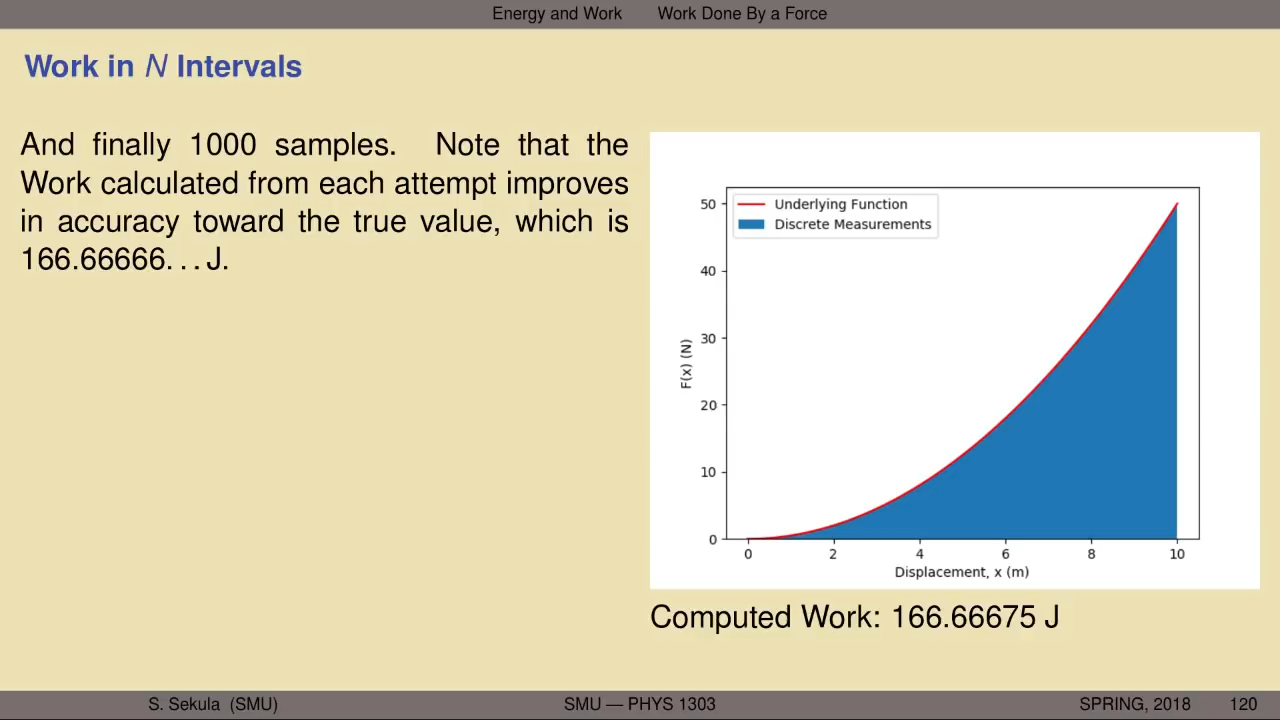 Energy and Work Work Done By a Force
Work in N Intervals
And finally 1000 samples. Note that the
Work calculated from each attempt improves
in accuracy toward the true value, which is
166.66666. . . J.
Underlying Function
Discrete Measurements
50
40
30
20
10
0
F(x) (N)
0 2 4 6 8 10
Displacement, x (m)
Computed Work: 166.66675 J
S. Sekula (SMU) SMU — PHYS 1303 SPRING, 2018 120